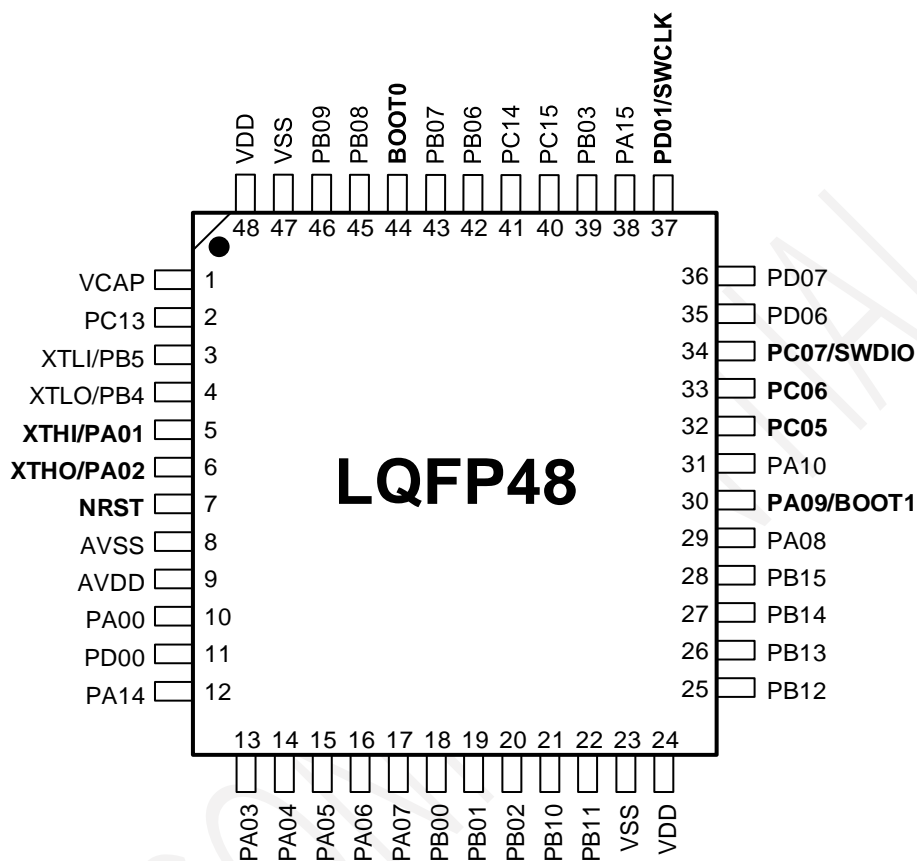 VDD
VSS
PB09
PB08
BOOT0
PB07
PB06
PC14
PC15
PB03
PA15
PD01/SWCLK
48 47 46 45 44 43 42 41 40 39 38 37
VCAP 1
PC13 2
XTLI/PB5 3
XTLO/PB4 4
XTHI/PA01 5
XTHO/PA02 6
NRST 7
AVSS 8
AVDD 9
PA00 10
PD00 11
PA14 12
LQFP48
36 PD07
35 PD06
34 PC07/SWDIO
33 PC06
32 PC05
31 PA10
30 PA09/BOOT1
29 PA08
28 PB15
27 PB14
26 PB13
25 PB12
13 14 15 16 17 18 19 20 21 22 23 24
PA03
PA04
PA05
PA06
PA07
PB00
PB01
PB02
PB10
PB11
VSS
VDD